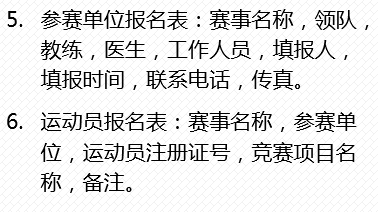 5. 参赛单位报名表：赛事名称，领队，
教练，医生，工作人员，填报人，
填报时间，联系电话，传真。
6. 运动员报名表：赛事名称，参赛单
位，运动员注册证号，竞赛项目名
称，备注。